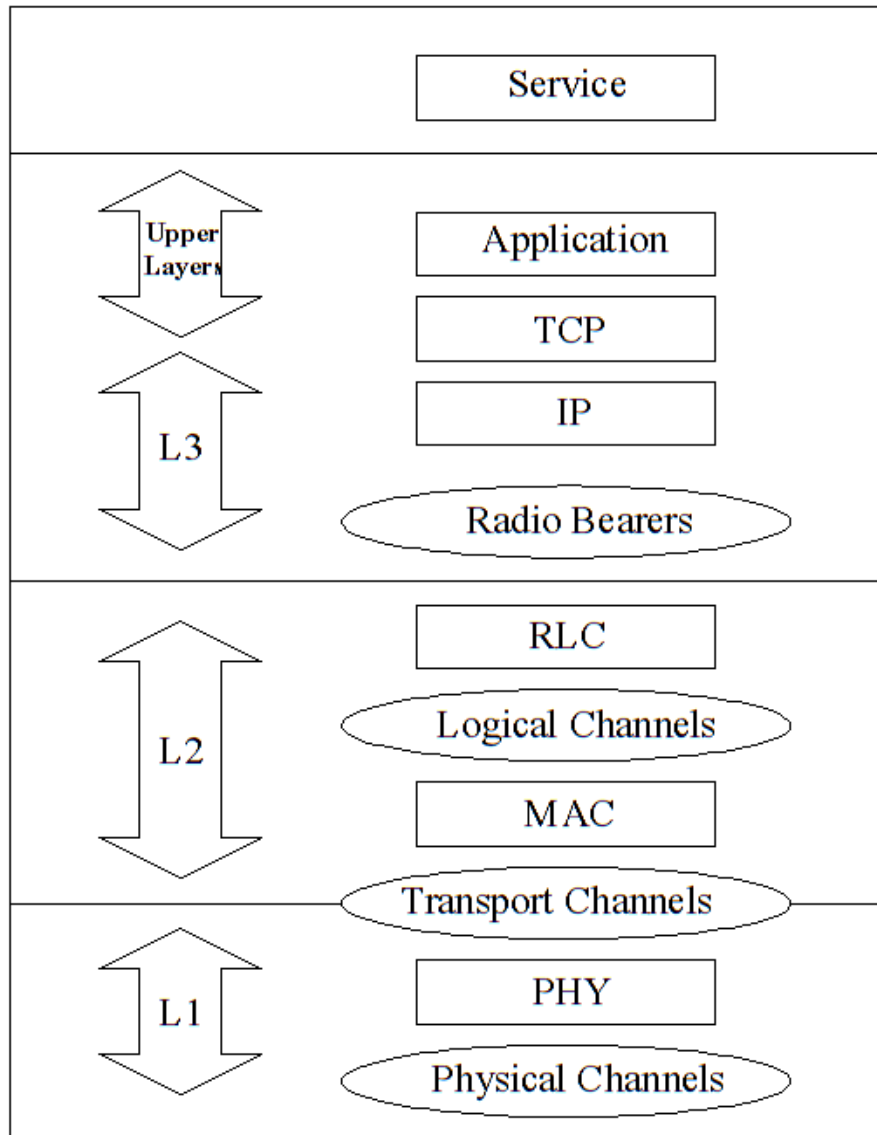 Service
Upper
Layers
Application
TCP
IP
L3
Radio Bearers
RLC
Logical Channels
L2
MAC
Transport Channels
PHY
L1
Physical Channels